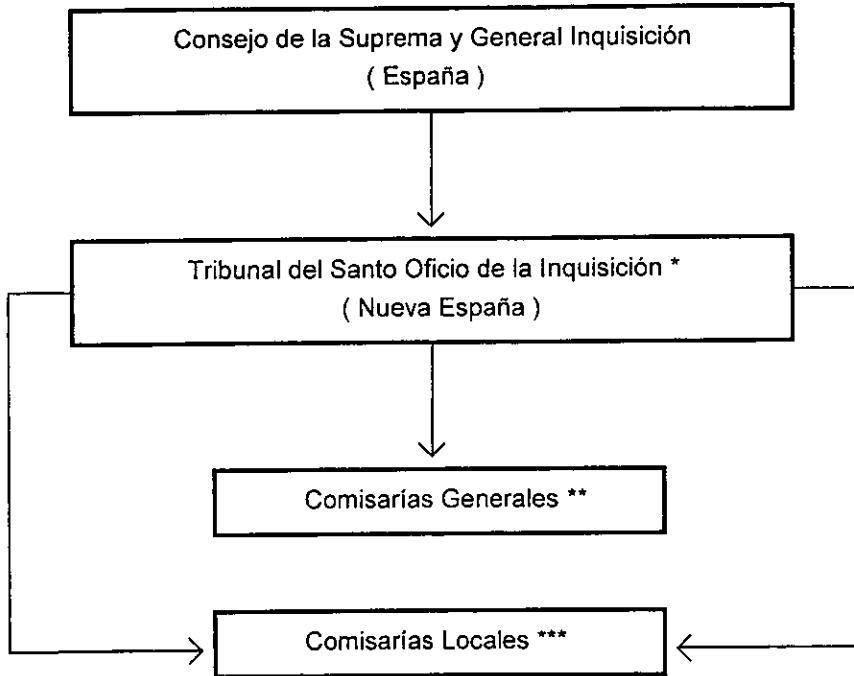 Consejo de la Suprema y General Inquisición
( España )
Tribunal del Santo Oficio de la Inquisición *
( Nueva España )
Comisarías Generales **
Comisarías Locales ***